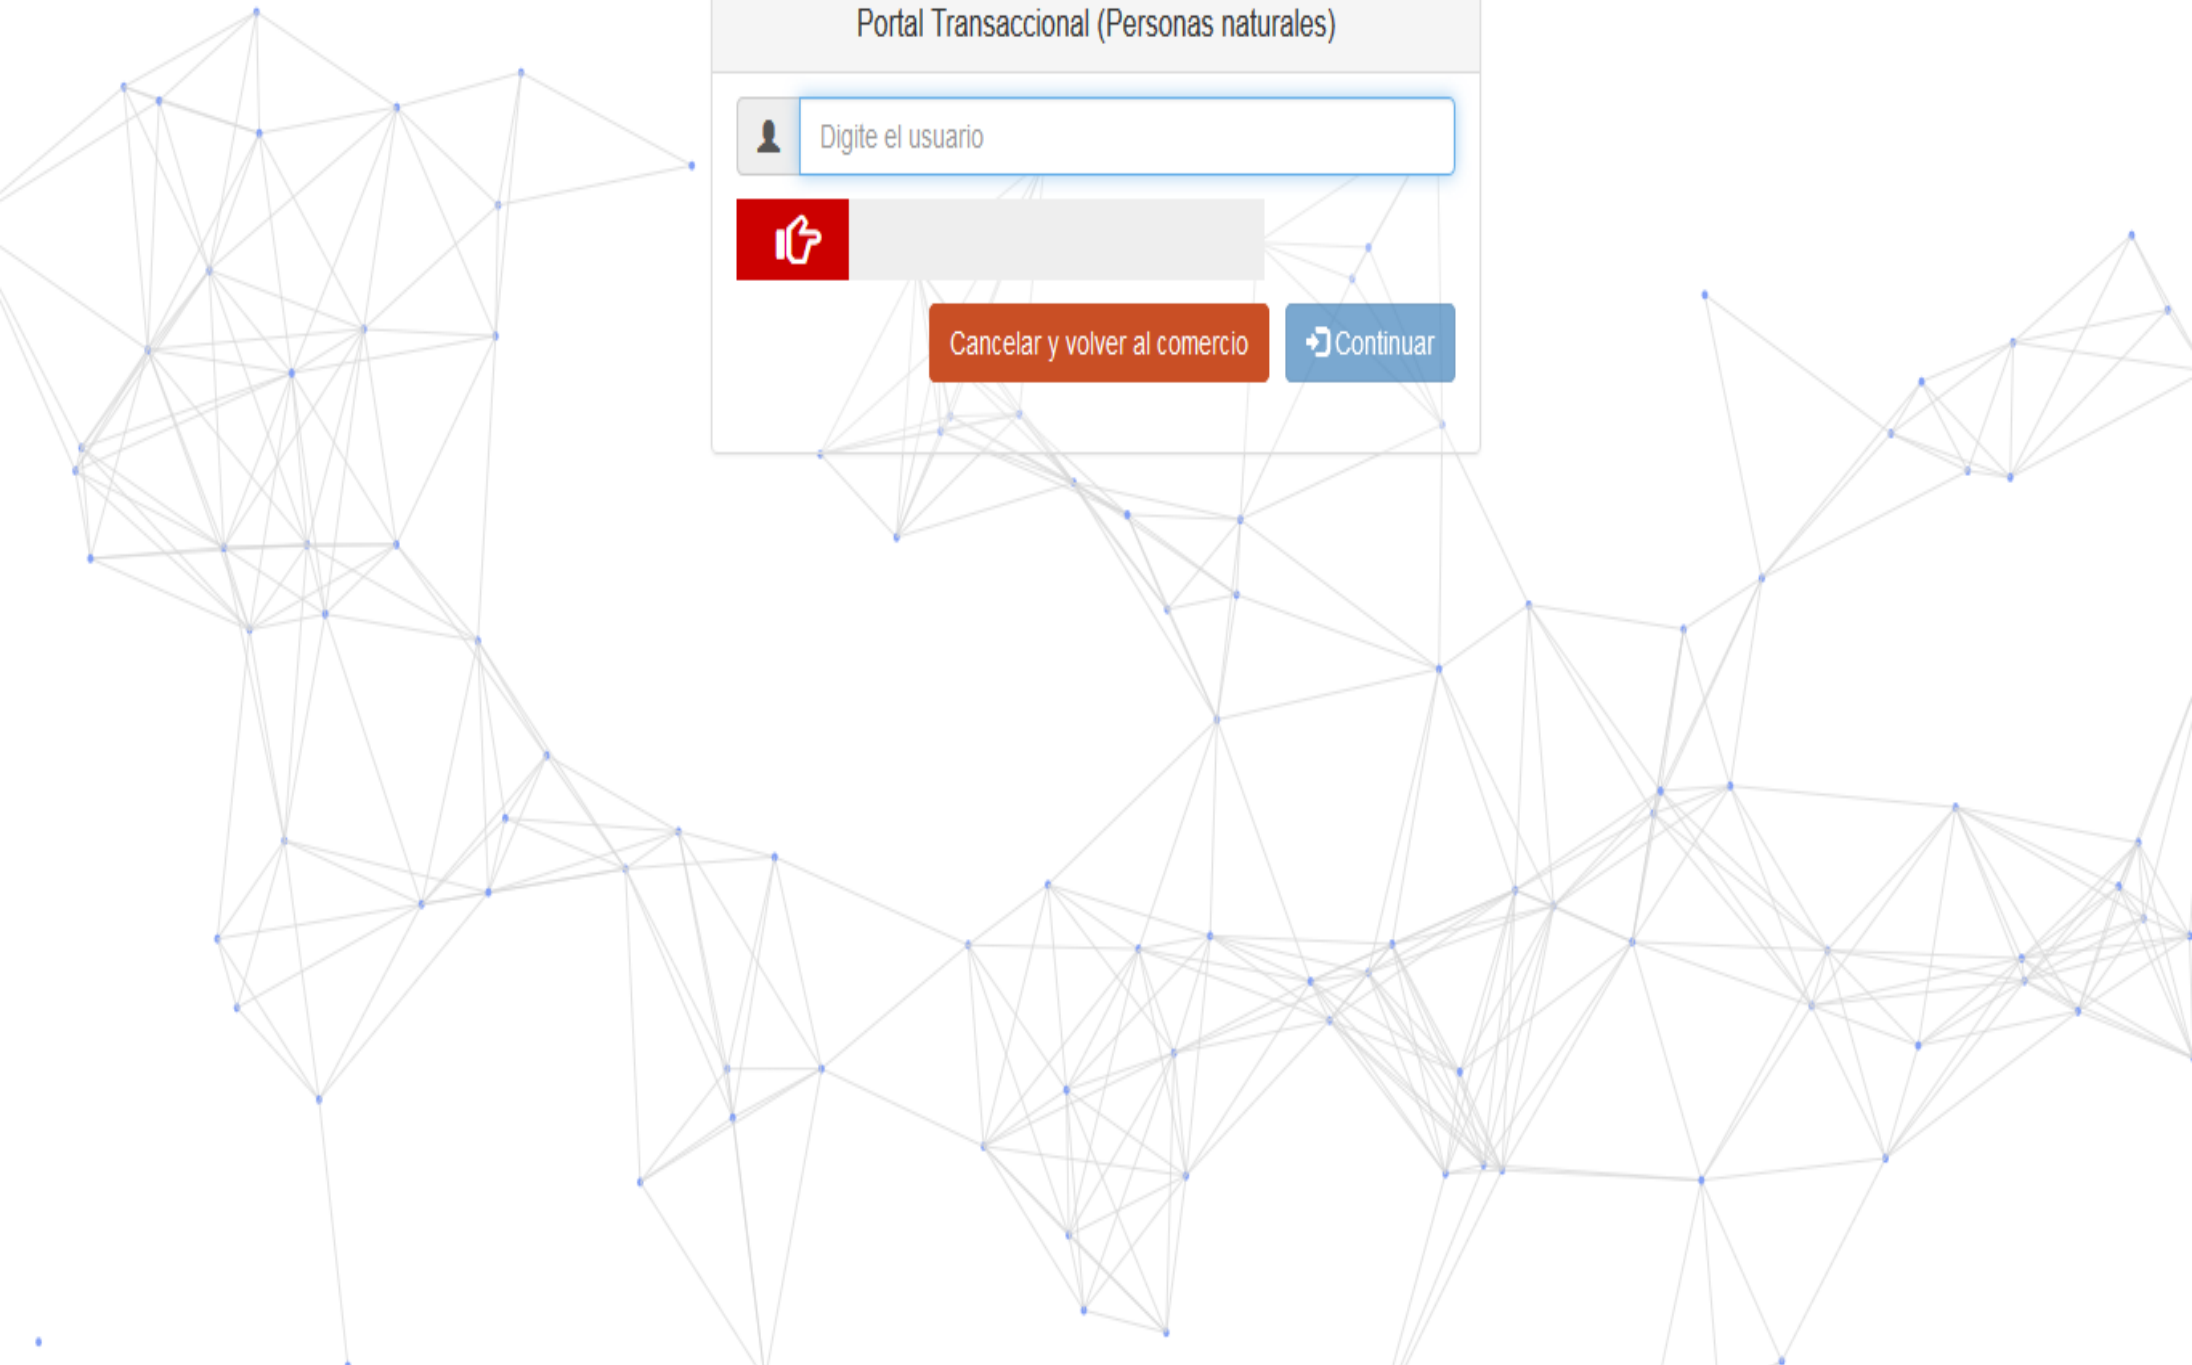 Portal Transaccional (Personas naturales)
Digite el usuario
Cancelar y volver al comercio
Continuar